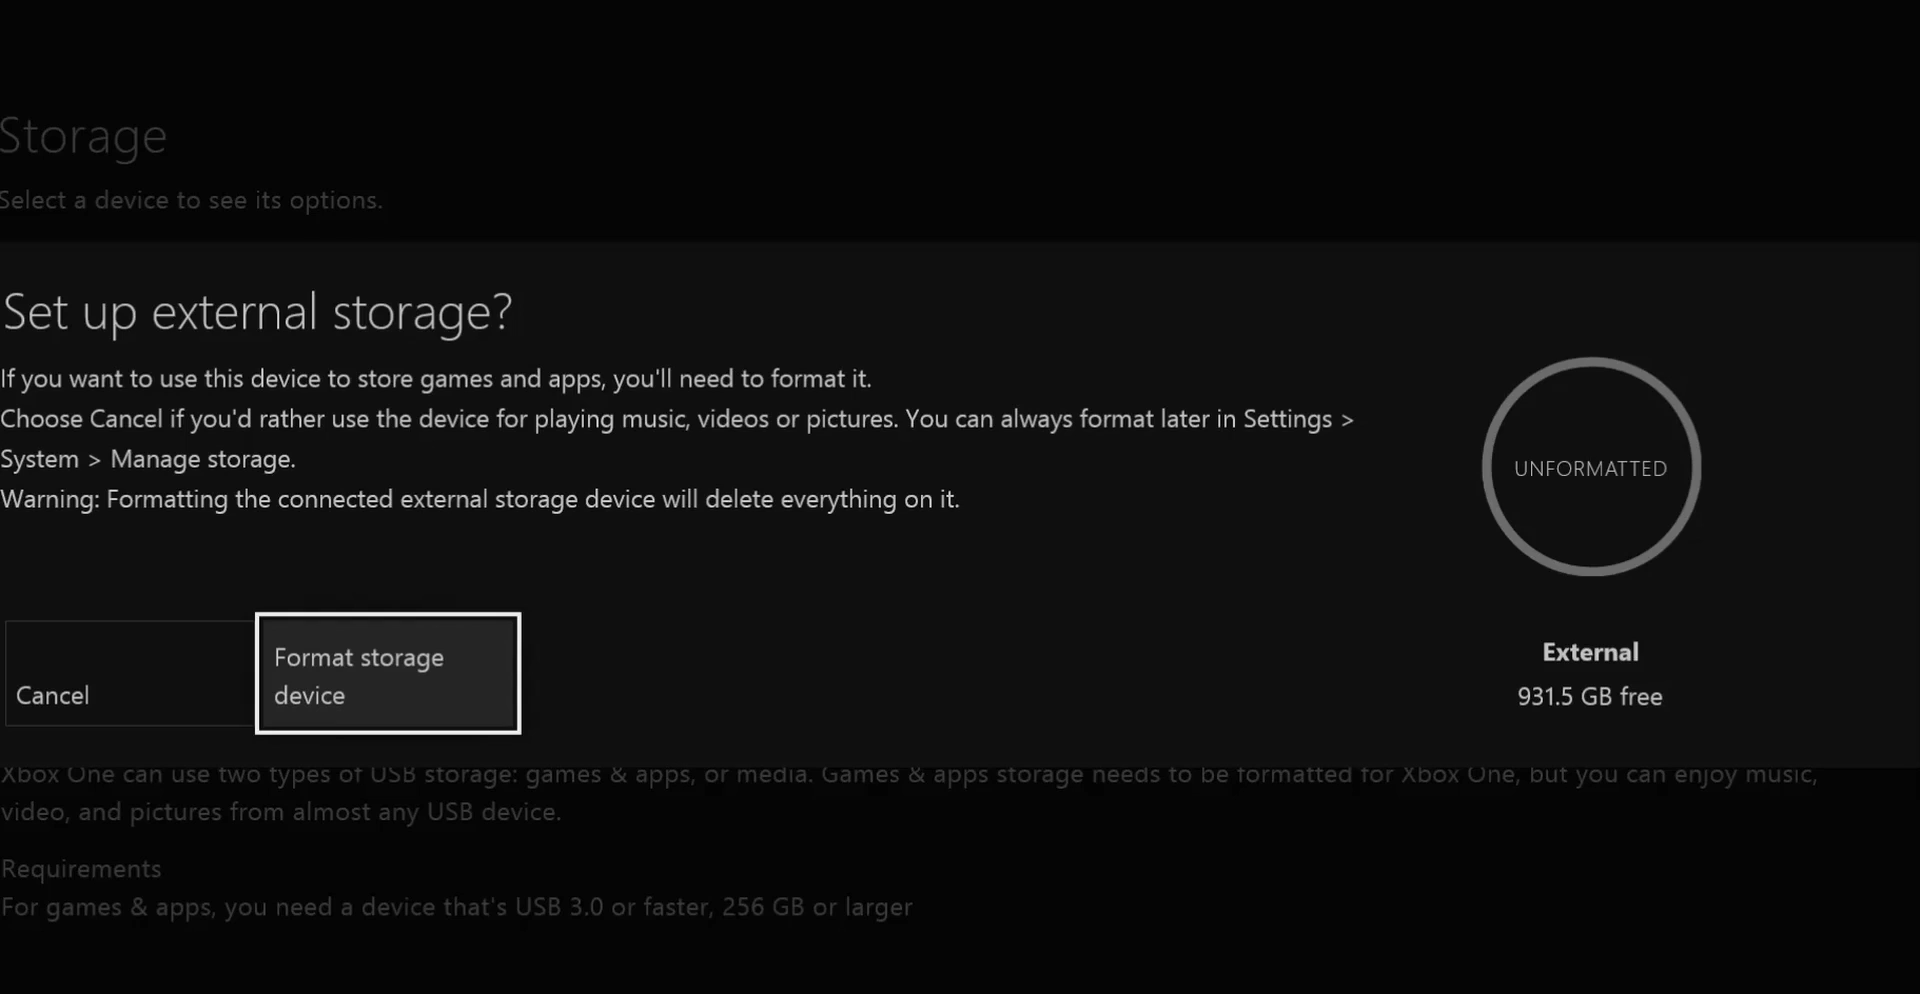 Storage
Select a device to see its options.
Set up external storage?
If you want to use this device to store games and apps, you'll need to format it.
Choose Cancel if you'd rather use the device for playing music, videos or pictures. You can always format later in Settings >
System > Manage storage.
Warning: Formatting the connected external storage device will delete everything on it.
UNFORMATTED
Cancel
Format storage
device
External
931.5 GB free
Xbox One can use two types of USB storage: games & apps, or media. Games & apps storage needs to be formatted for Xbox One, but you can enjoy music,
video, and pictures from almost any USB device.
Requirements
For games & apps, you need a device that's USB 3.0 or faster, 256 GB or larger